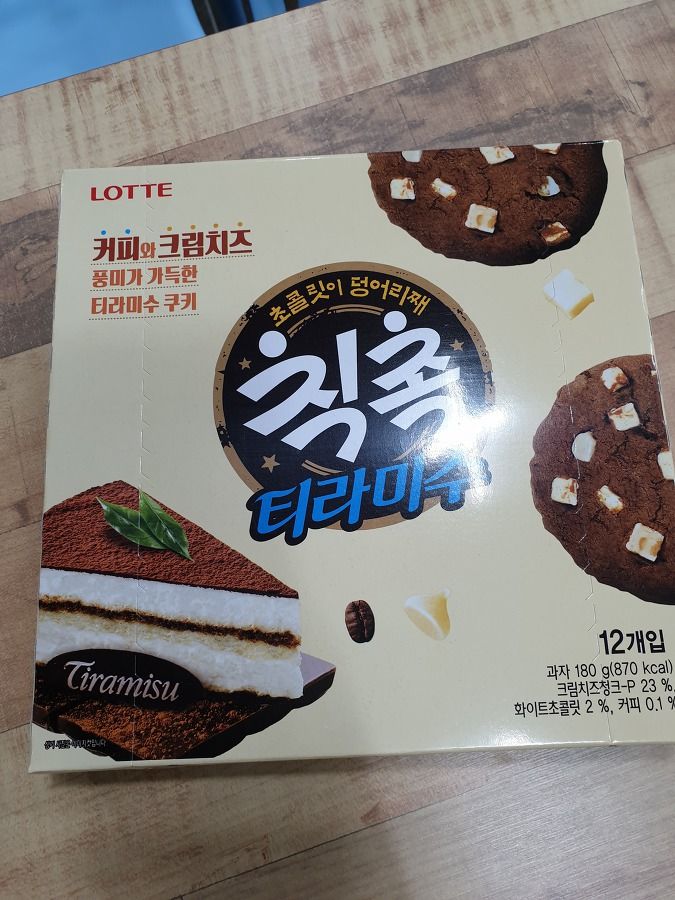 LOTTE
커피와 크림치즈
풍미가 가득한
티라미수 쿠키
초콜릿이 덩어리째
칙촉
티라미수
Tiramisu
12개입
과자 180 g(870 kcal)
크림치즈청크-P 23 %,
화이트초콜릿 2 %, 커피 0.1 %